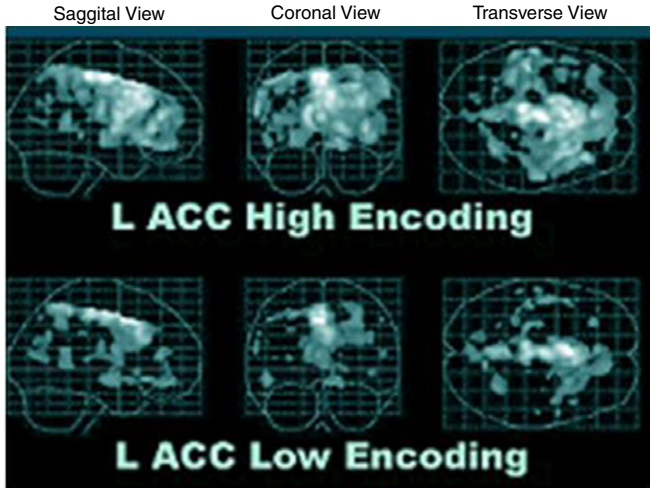 Saggital View Coronal View Transverse View
L ACC High Encoding
L ACC Low Encoding